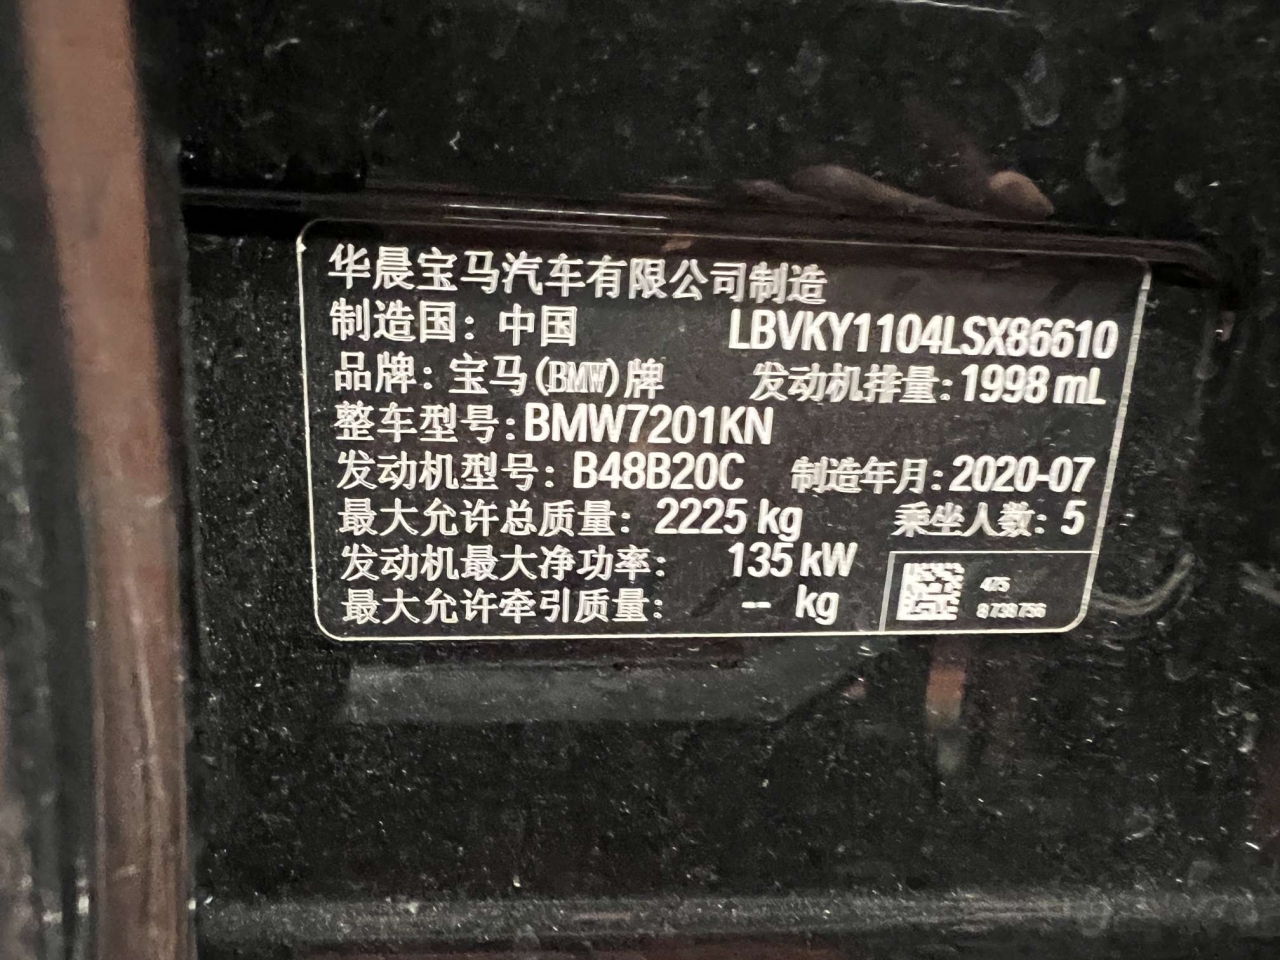 华晨宝马汽车有限公司制造
制造国：中国 LBVKY1104LSX86610
品牌：宝马(BMW)牌 发动机排量：1998 mL
整车型号：BMW7201KN
发动机型号：B48B20C 制造年月：2020-07
最大允许总质量：2225 kg 乘坐人数：5
发动机最大净功率：135 kW
最大允许牵引质量：-- kg
475
8738756